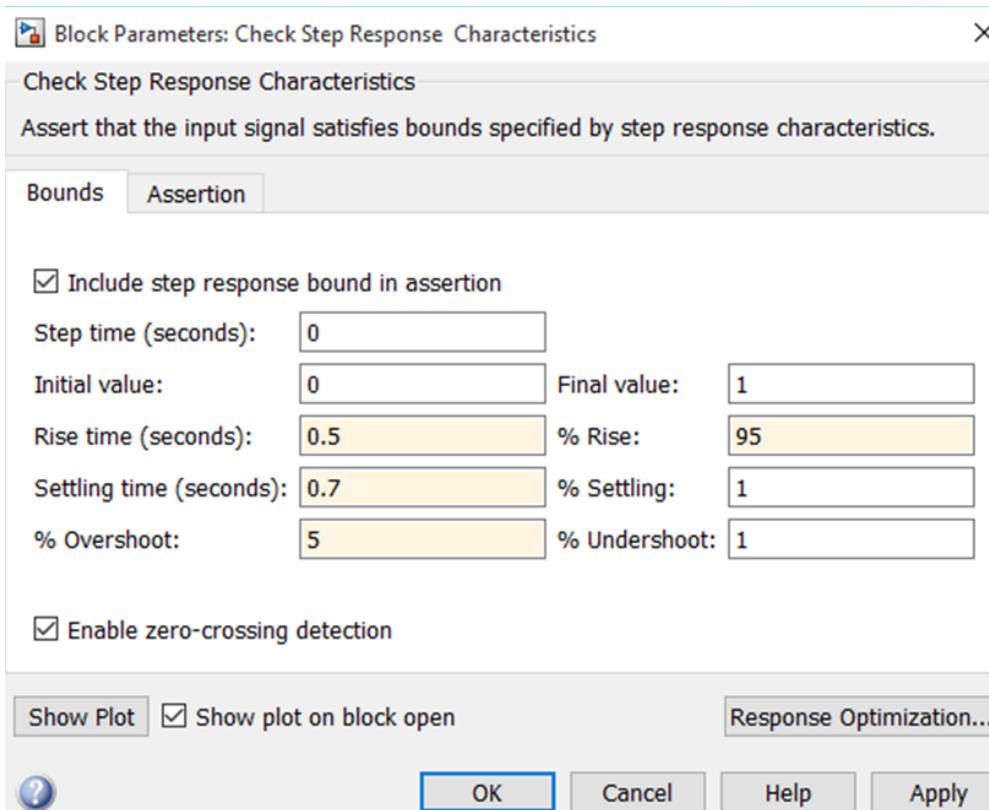 Block Parameters: Check Step Response Characteristics
Check Step Response Characteristics
Assert that the input signal satisfies bounds specified by step response characteristics.
Bounds Assertion
Include step response bound in assertion
Step time (seconds): 0
Initial value: 0 Final value: 1
Rise time (seconds): 0.5 % Rise: 95
Settling time (seconds): 0.7 % Settling: 1
% Overshoot: 5 % Undershoot: 1
Enable zero-crossing detection
Show Plot Show plot on block open Response Optimization...
? OK Cancel Help Apply